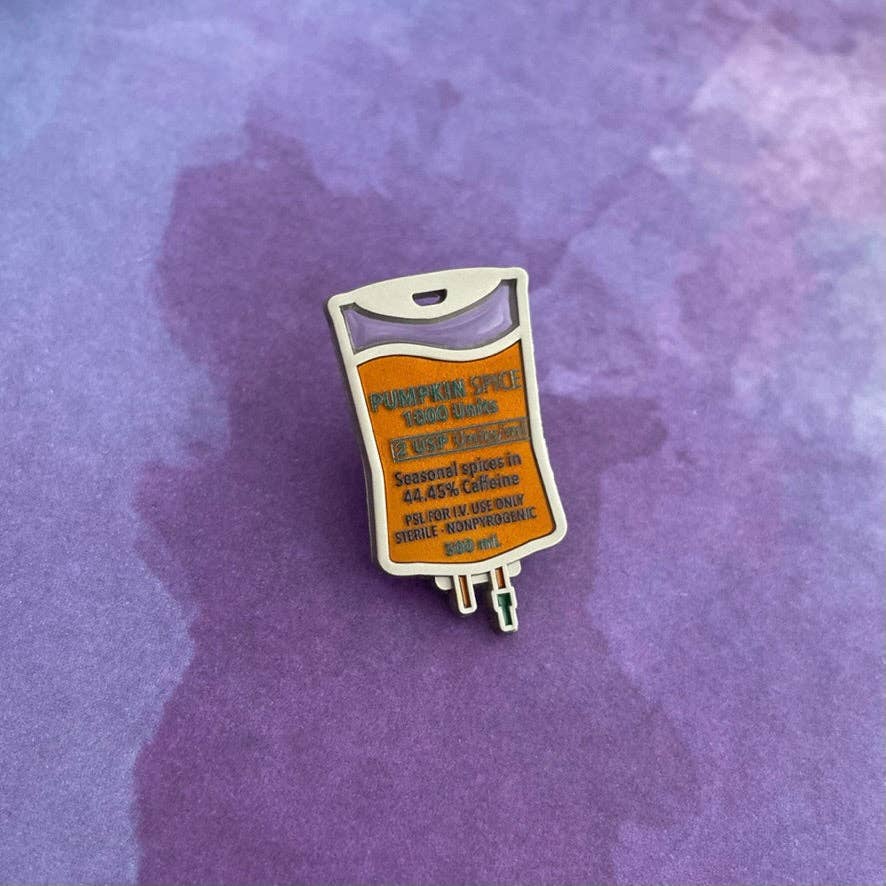 PUMPKIN SPICE
1000 Units
2 USP Units/mL
Seasonal spices in
44.45% Caffeine
PSL FOR I.V. USE ONLY
STERILE - NONPYROGENIC
500 mL